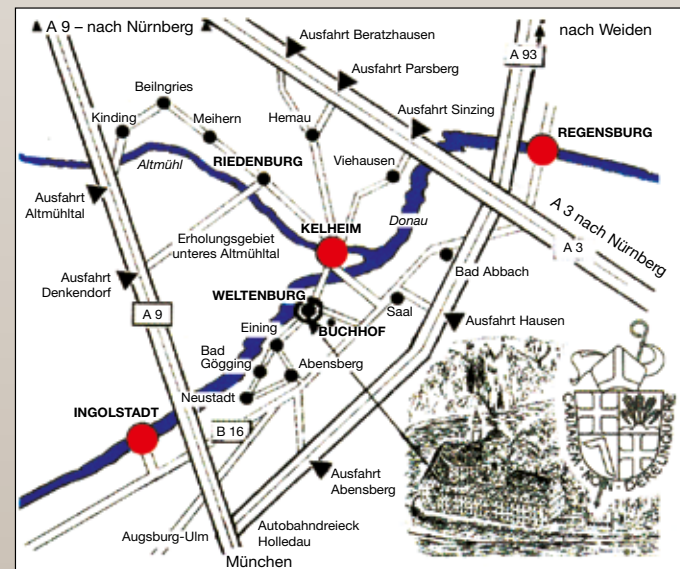 A 9 – nach Nürnberg
Ausfahrt Beratzhausen
nach Weiden
A 93
Ausfahrt Parsberg
Beilngries
Kinding
Meihern
Hemau
Ausfahrt Sinzing
REGENSBURG
Altmühl
RIEDENBURG
Viehausen
Ausfahrt
Altmühltal
Donau
A 3 nach Nürnberg
KELHEIM
Erholungsgebiet
unteres Altmühltal
A 3
Bad Abbach
Ausfahrt
Denkendorf
WELTENBURG
A 9
Saal
BUCHHOF
Ausfahrt Hausen
Eining
Bad
Gögging
Abensberg
Neustadt
INGOLSTADT
B 16
Ausfahrt
Abensberg
Augsburg-Ulm
Autobahndreieck
Holledau
München
NON